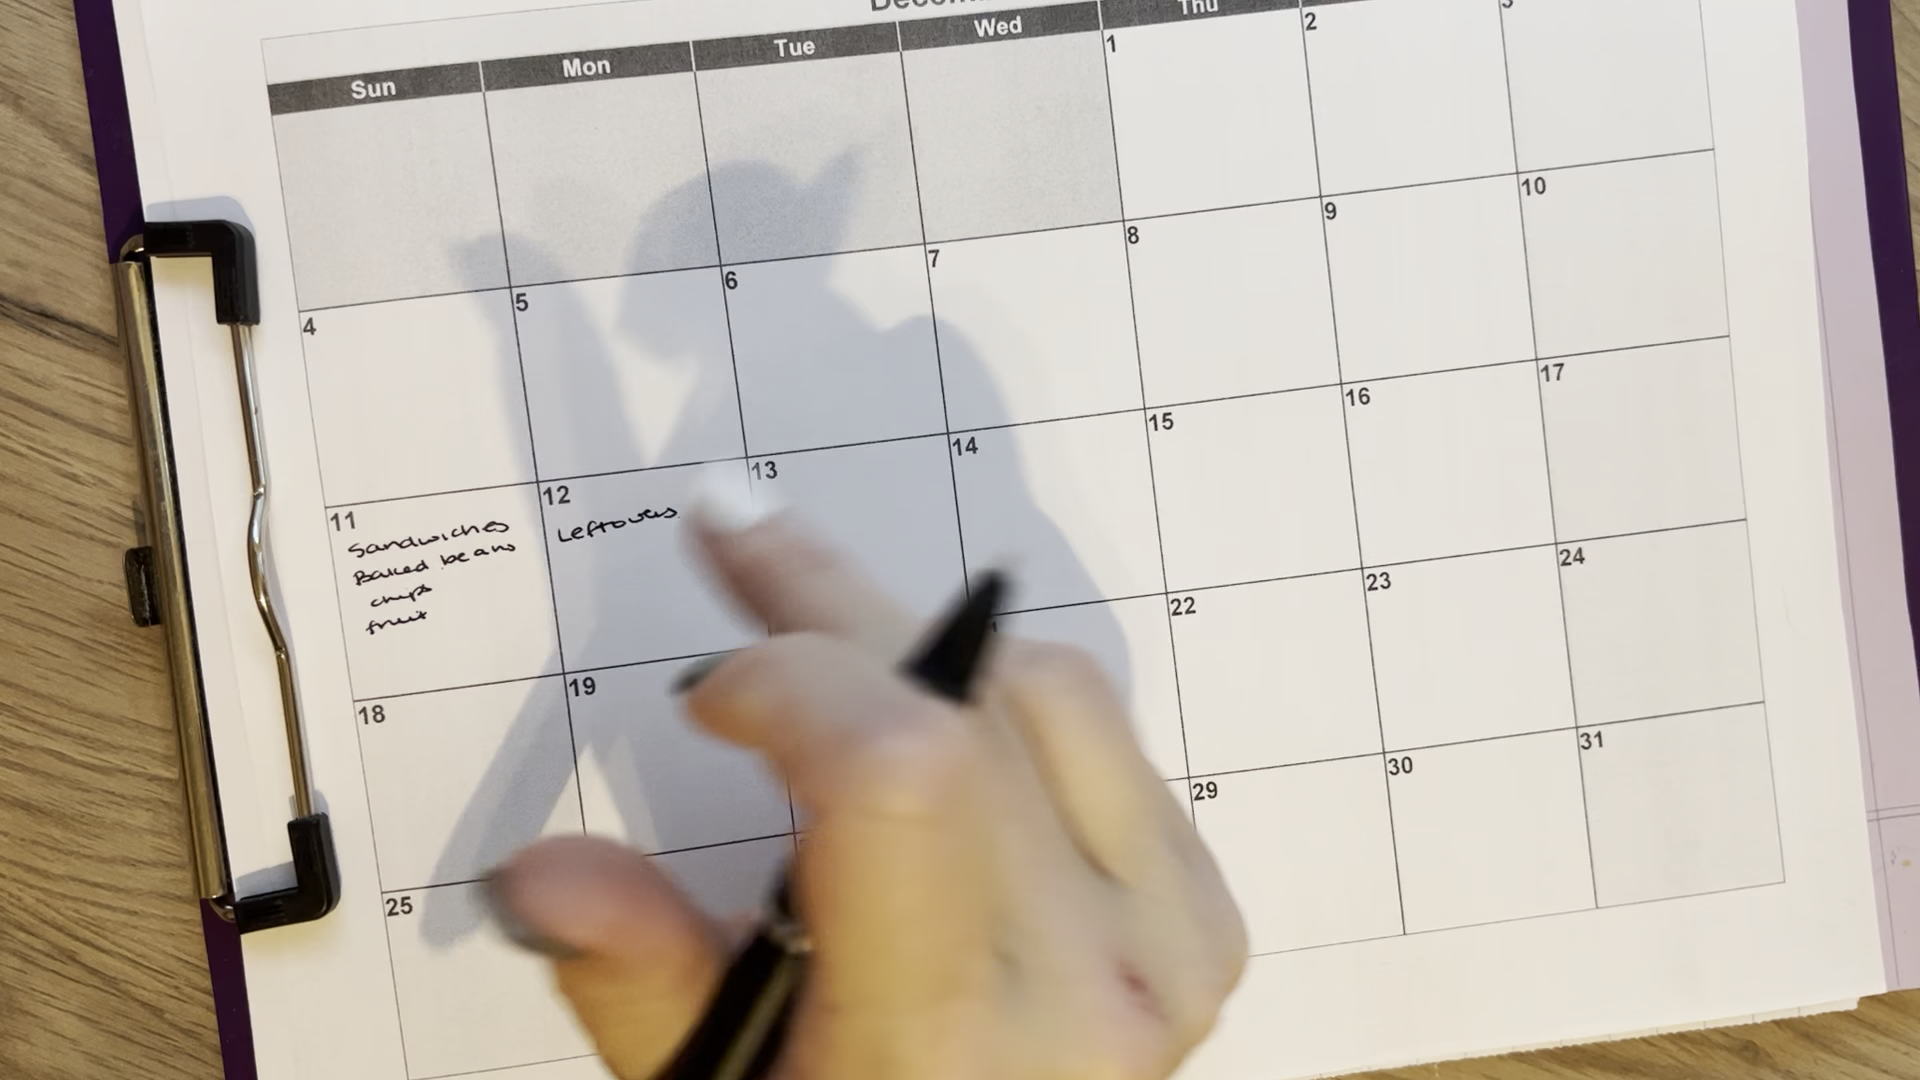 Sun Mon Tue Wed Thu
1 2 3
4 5 6 7 8 9 10
11 12 13 14 15 16 17
Sandwiches
Baked beans
chips
fruit
Leftovers
18 19 22 23 24
25 29 30 31